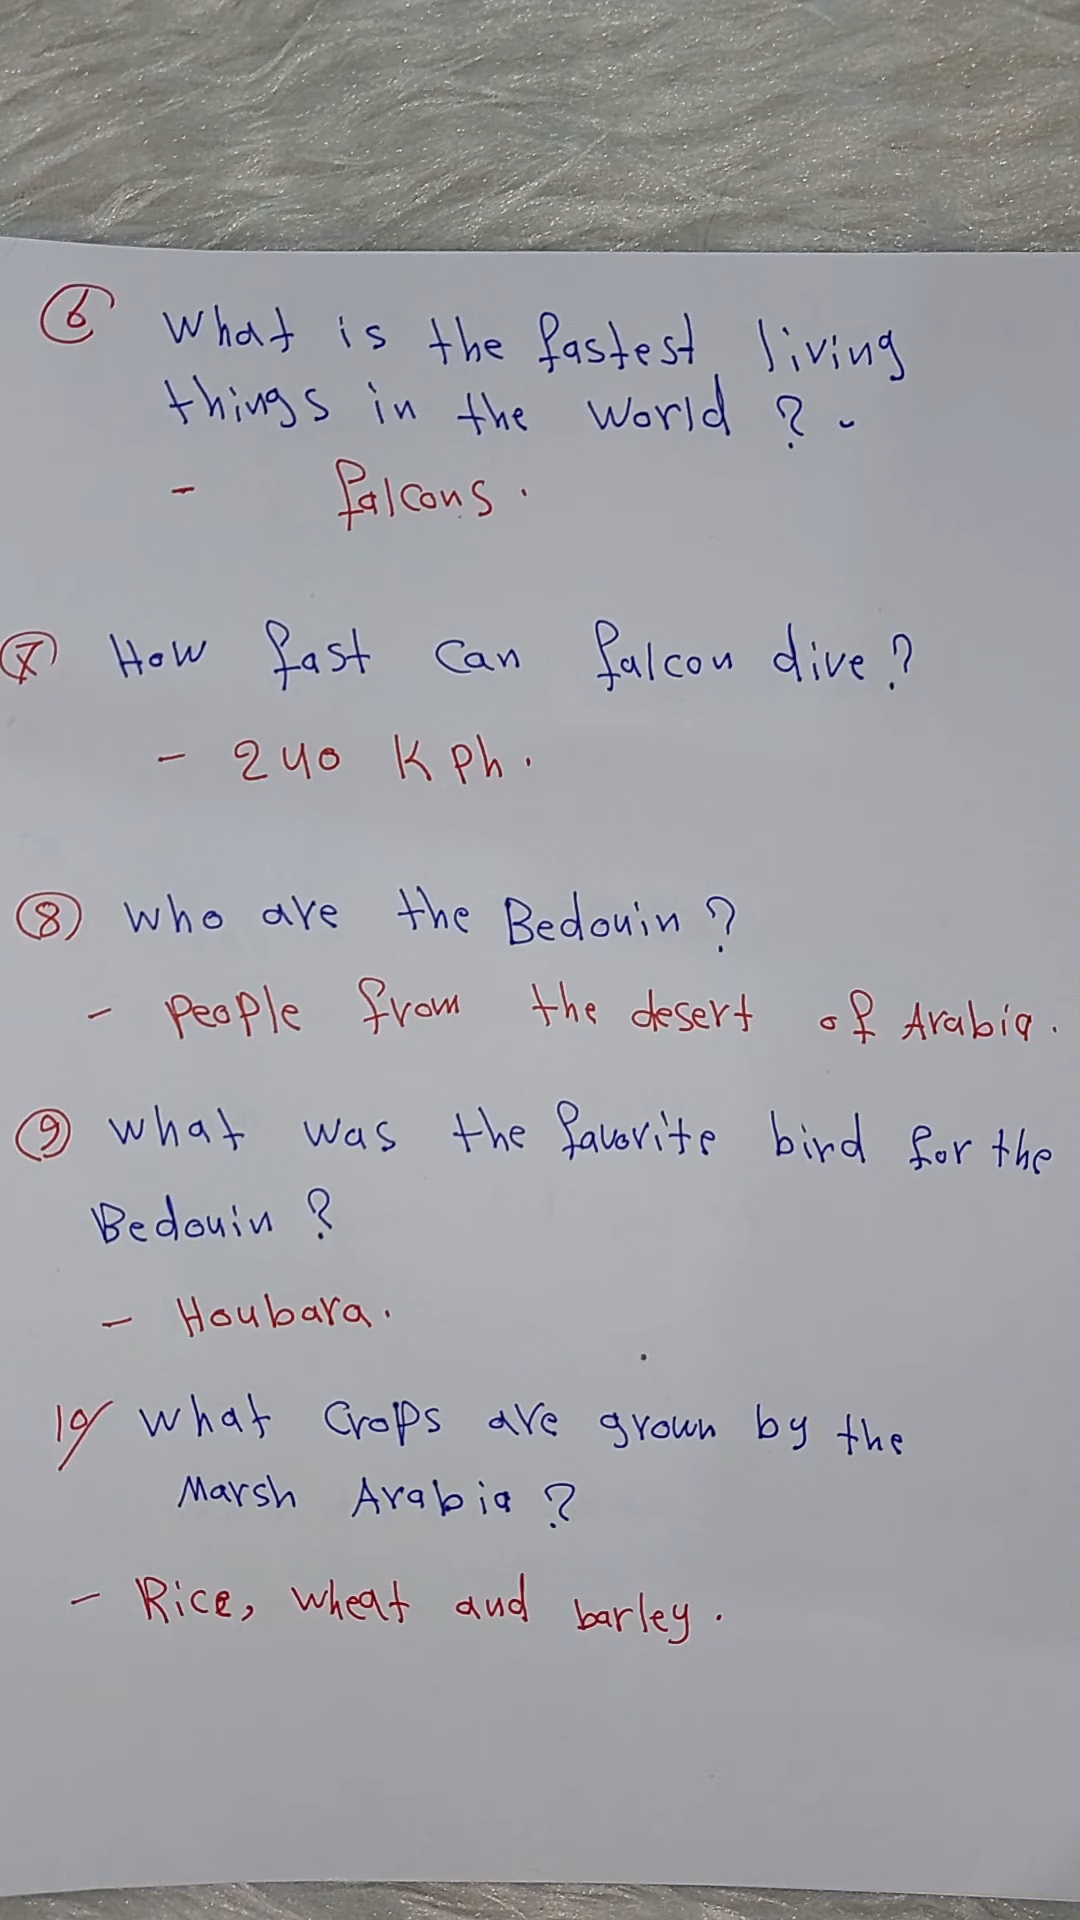 6 What is the fastest living
things in the world ?
- falcons.
7 How fast can falcon dive ?
- 240 Kph.
8 Who are the Bedouin ?
- People from the desert of Arabia.
9 What was the favorite bird for the
Bedouin ?
- Houbara.
10/ What crops are grown by the
Marsh Arabia ?
- Rice, wheat and barley.